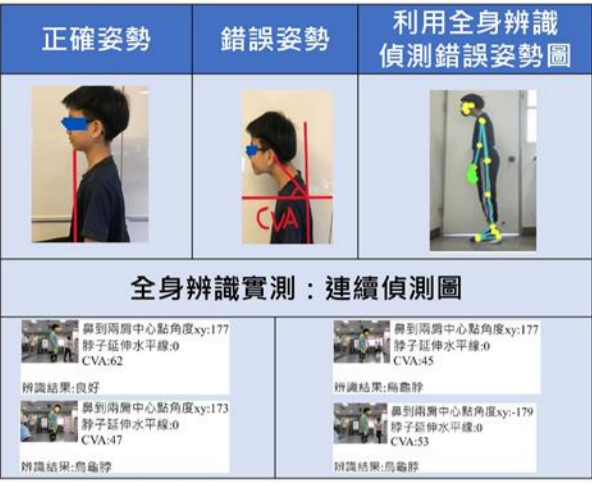 正確姿勢
錯誤姿勢
利用全身辨識
偵測錯誤姿勢圖
CVA
全身辨識實測：連續偵測圖
鼻到兩肩中心點角度xy:177
脖子延伸水平線:0
CVA:62
辨識結果:良好
鼻到兩肩中心點角度xy:177
脖子延伸水平線:0
CVA:45
辨識結果:烏龜脖
鼻到兩肩中心點角度xy:173
脖子延伸水平線:0
CVA:47
辨識結果:烏龜脖
鼻到兩肩中心點角度xy:-179
脖子延伸水平線:0
CVA:53
辨識結果:烏龜脖